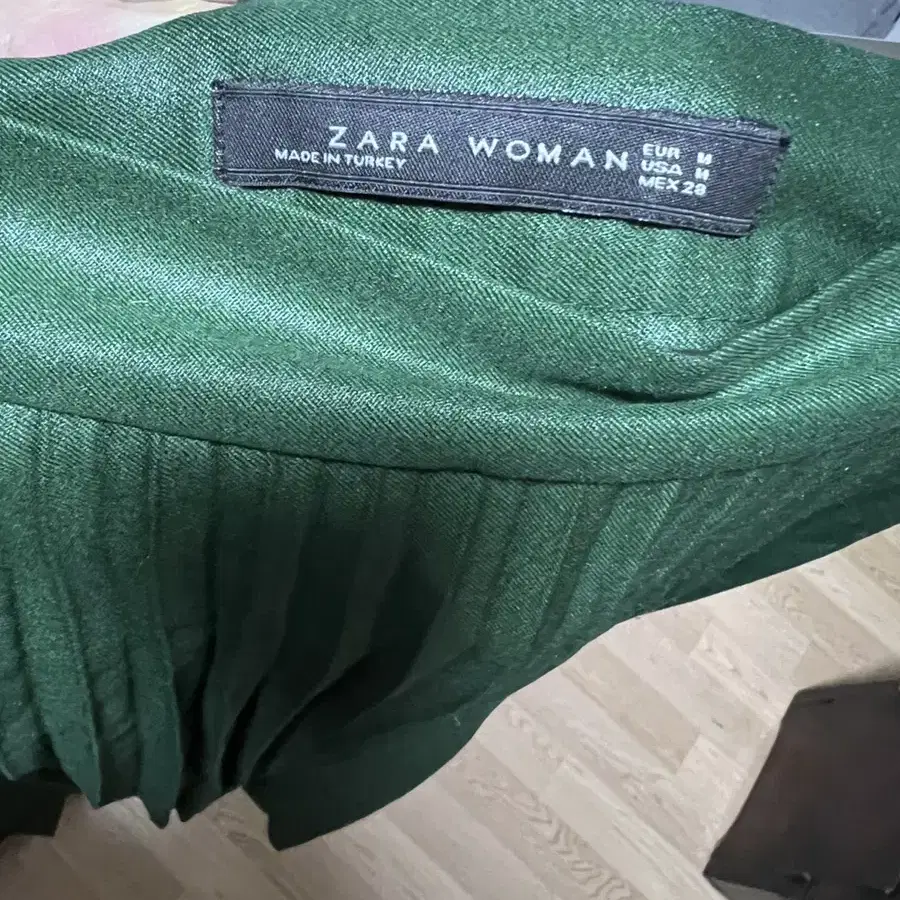 ZARA WOMAN
MADE IN TURKEY
EUR M
USA M
MEX 28